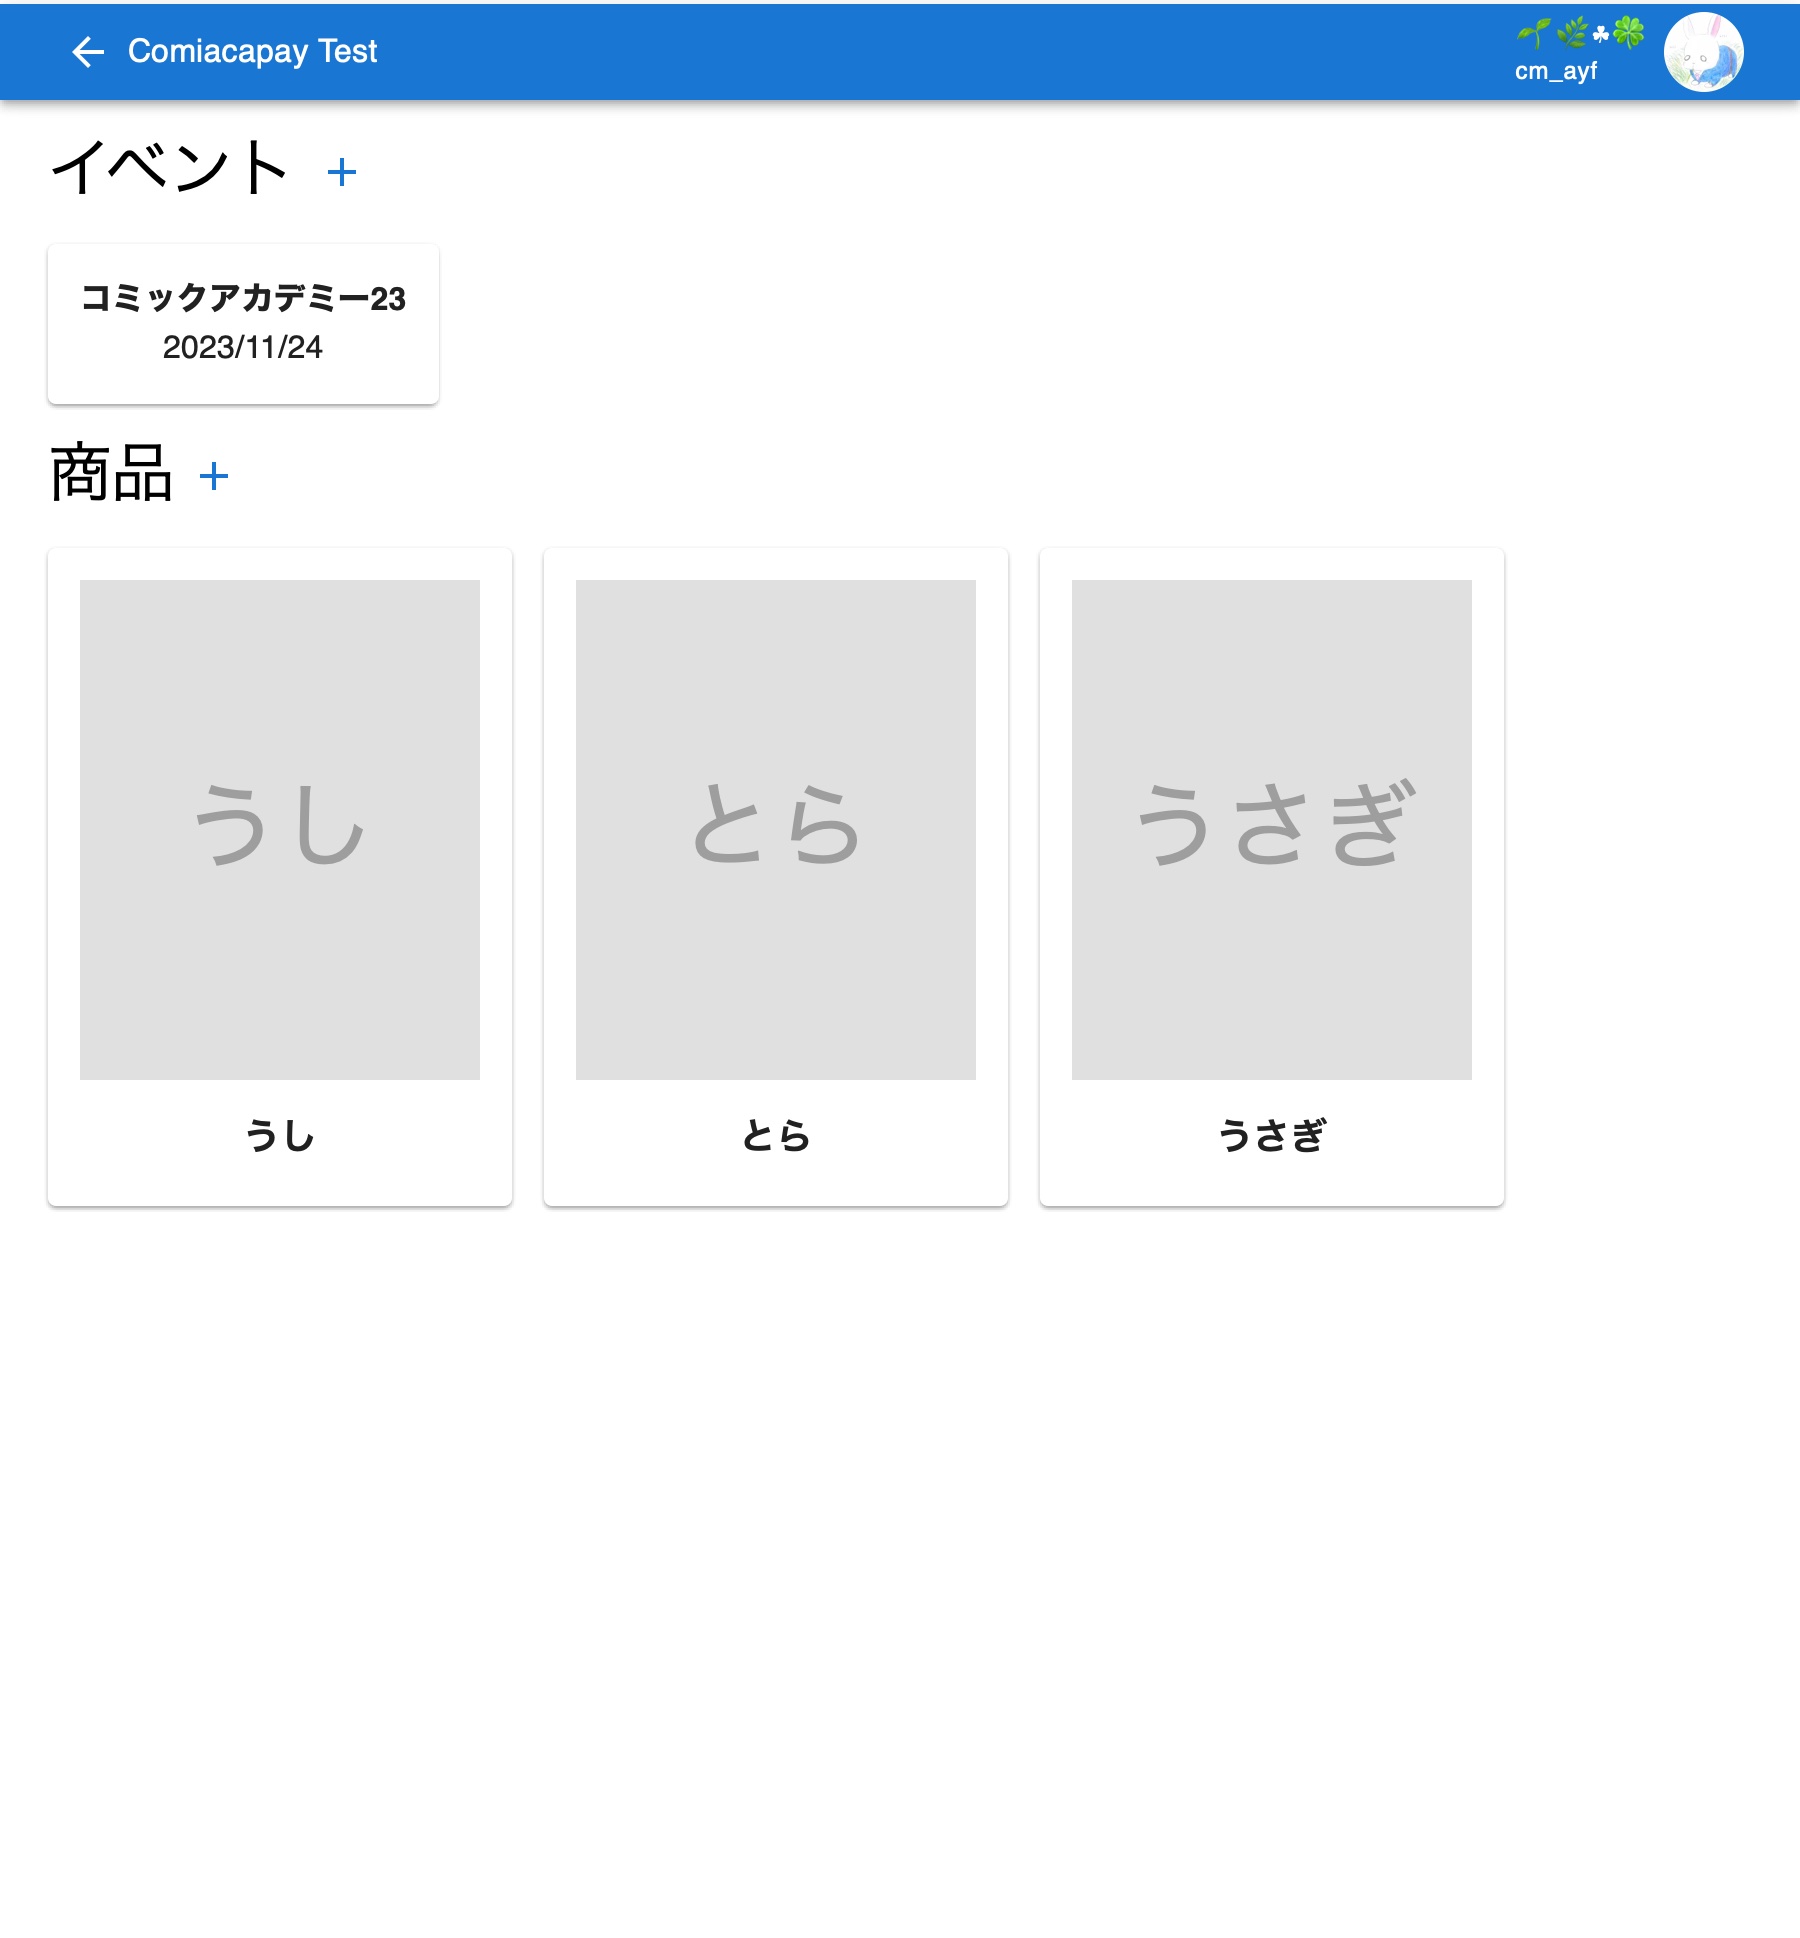 Comiacapay Test
🌱🌿☘🍀
cm_ayf
イベント +
コミックアカデミー23
2023/11/24
商品 +
うし
とら
うさぎ
うし
とら
うさぎ